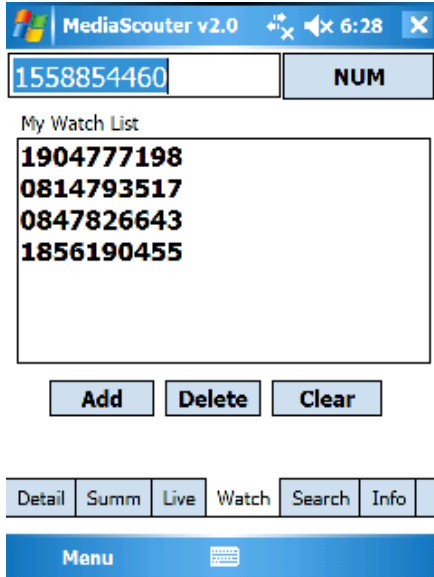 MediaScouter v2.0 6:28
1558854460 NUM
My Watch List
1904777198
0814793517
0847826643
1856190455
Add Delete Clear
Detail Summ Live Watch Search Info
Menu